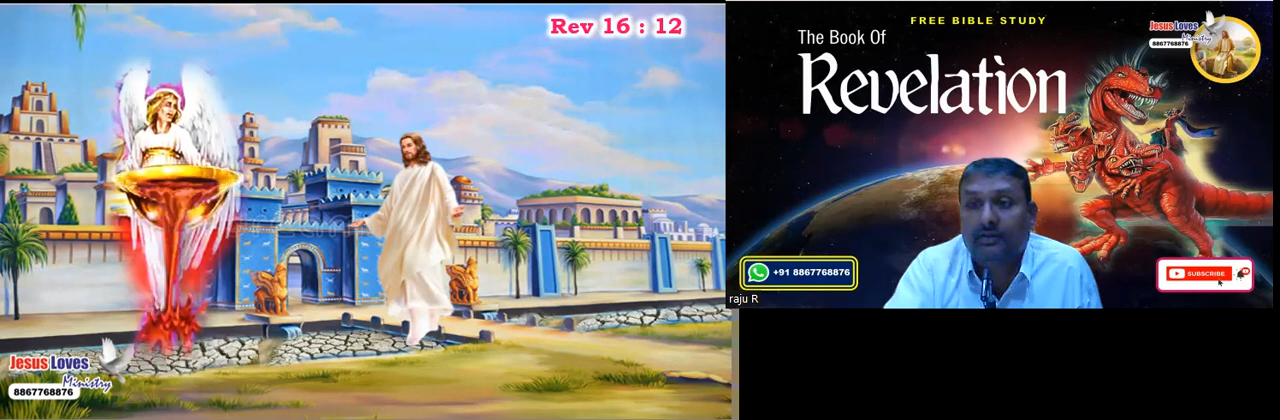 Rev 16 : 12
Jesus Loves
Ministry
8867768876
FREE BIBLE STUDY
The Book Of
Revelation
Jesus Loves
Ministry
8867768876
+91 8867768876
SUBSCRIBE
raju R